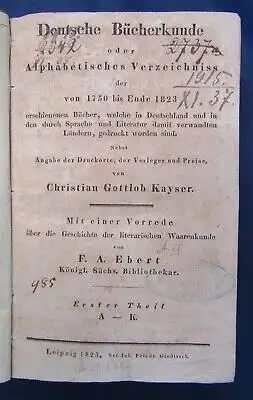 Deutsche Bücherkunde
2342
2737a
oder
Alphabetisches Verzeichniss
der
1915
von 1750 bis Ende 1823
XI. 37.
erschienenen Bücher, welche in Deutschland und in
den durch Sprache und Literatur damit verwandten
Ländern, gedruckt worden sind.
Nebst
Angabe der Druckorte, der Verleger und Preise,
von
Christian Gottlob Kayser.
Mit einer Vorrede
über die Geschichte der literarischen Waarenkunde
von
F. A. Ebert
Königl. Sächs. Bibliothekar.
985
Erster Theil
A — K.
Leipzig 1825, bei Joh. Friedr. Gleditsch.